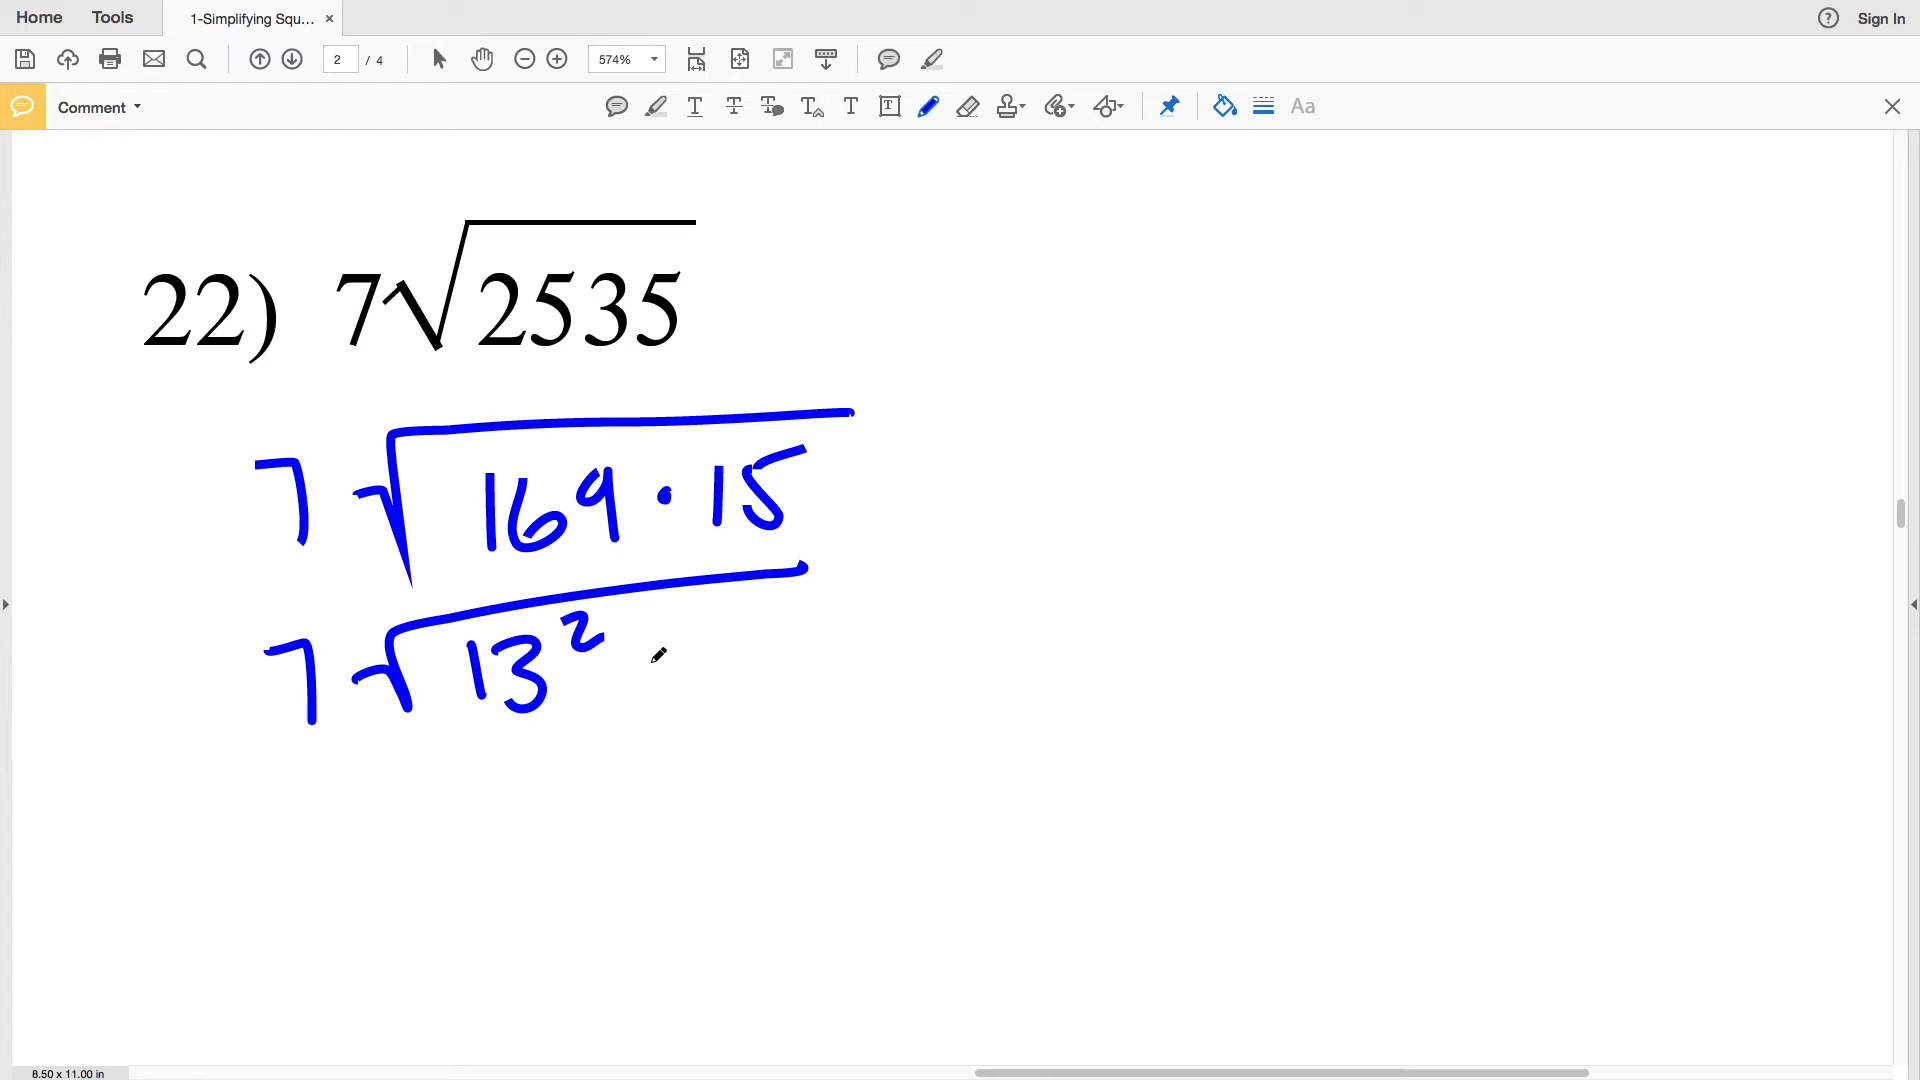 Home Tools 1-Simplifying Squ... × ? Sign In
2 / 4 574%
Comment T T T T T T Aa
22) 7√2535
7√169 · 15
7√13²
8.50 x 11.00 in